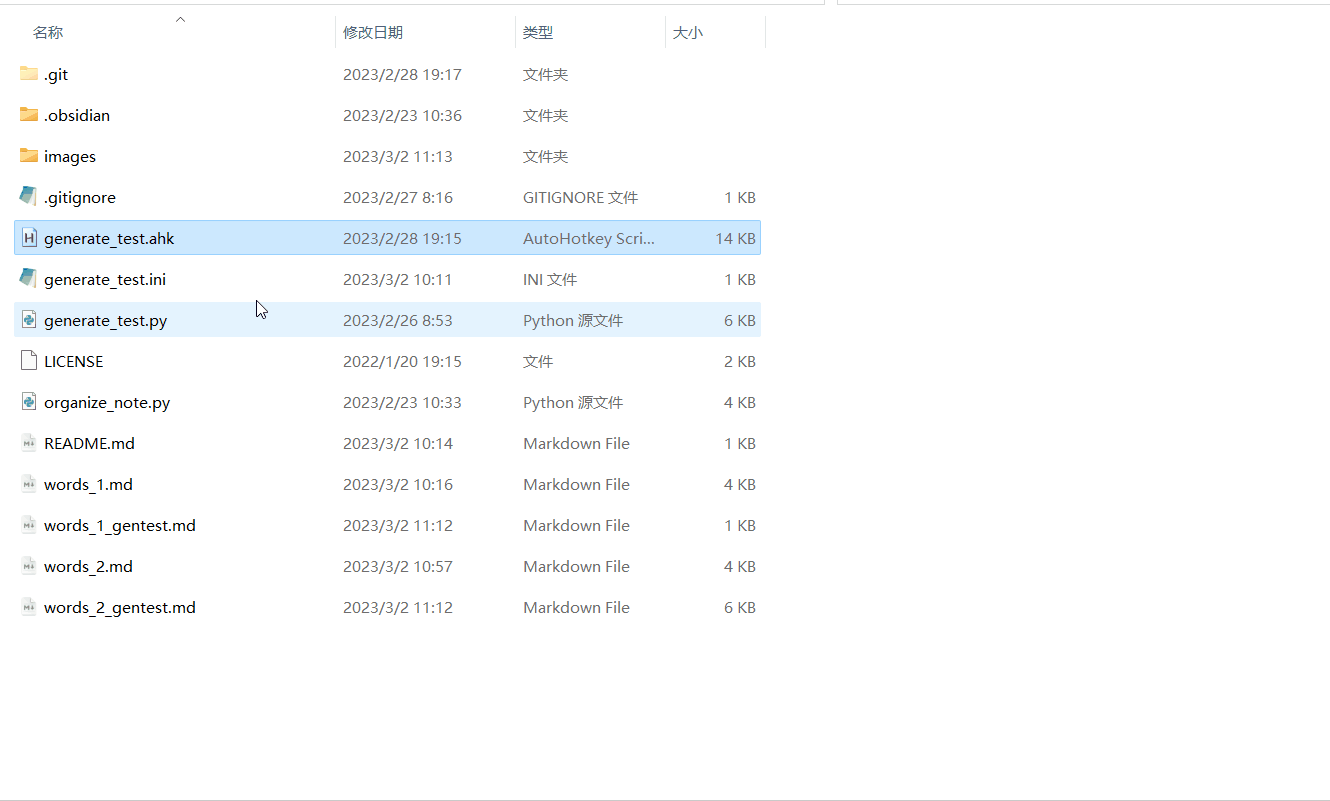 名称 修改日期 类型 大小
.git 2023/2/28 19:17 文件夹
.obsidian 2023/2/23 10:36 文件夹
images 2023/3/2 11:13 文件夹
.gitignore 2023/2/27 8:16 GITIGNORE 文件 1 KB
generate_test.ahk 2023/2/28 19:15 AutoHotkey Scri... 14 KB
generate_test.ini 2023/3/2 10:11 INI 文件 1 KB
generate_test.py 2023/2/26 8:53 Python 源文件 6 KB
LICENSE 2022/1/20 19:15 文件 2 KB
organize_note.py 2023/2/23 10:33 Python 源文件 4 KB
README.md 2023/3/2 10:14 Markdown File 1 KB
words_1.md 2023/3/2 10:16 Markdown File 4 KB
words_1_gentest.md 2023/3/2 11:12 Markdown File 1 KB
words_2.md 2023/3/2 10:57 Markdown File 4 KB
words_2_gentest.md 2023/3/2 11:12 Markdown File 6 KB